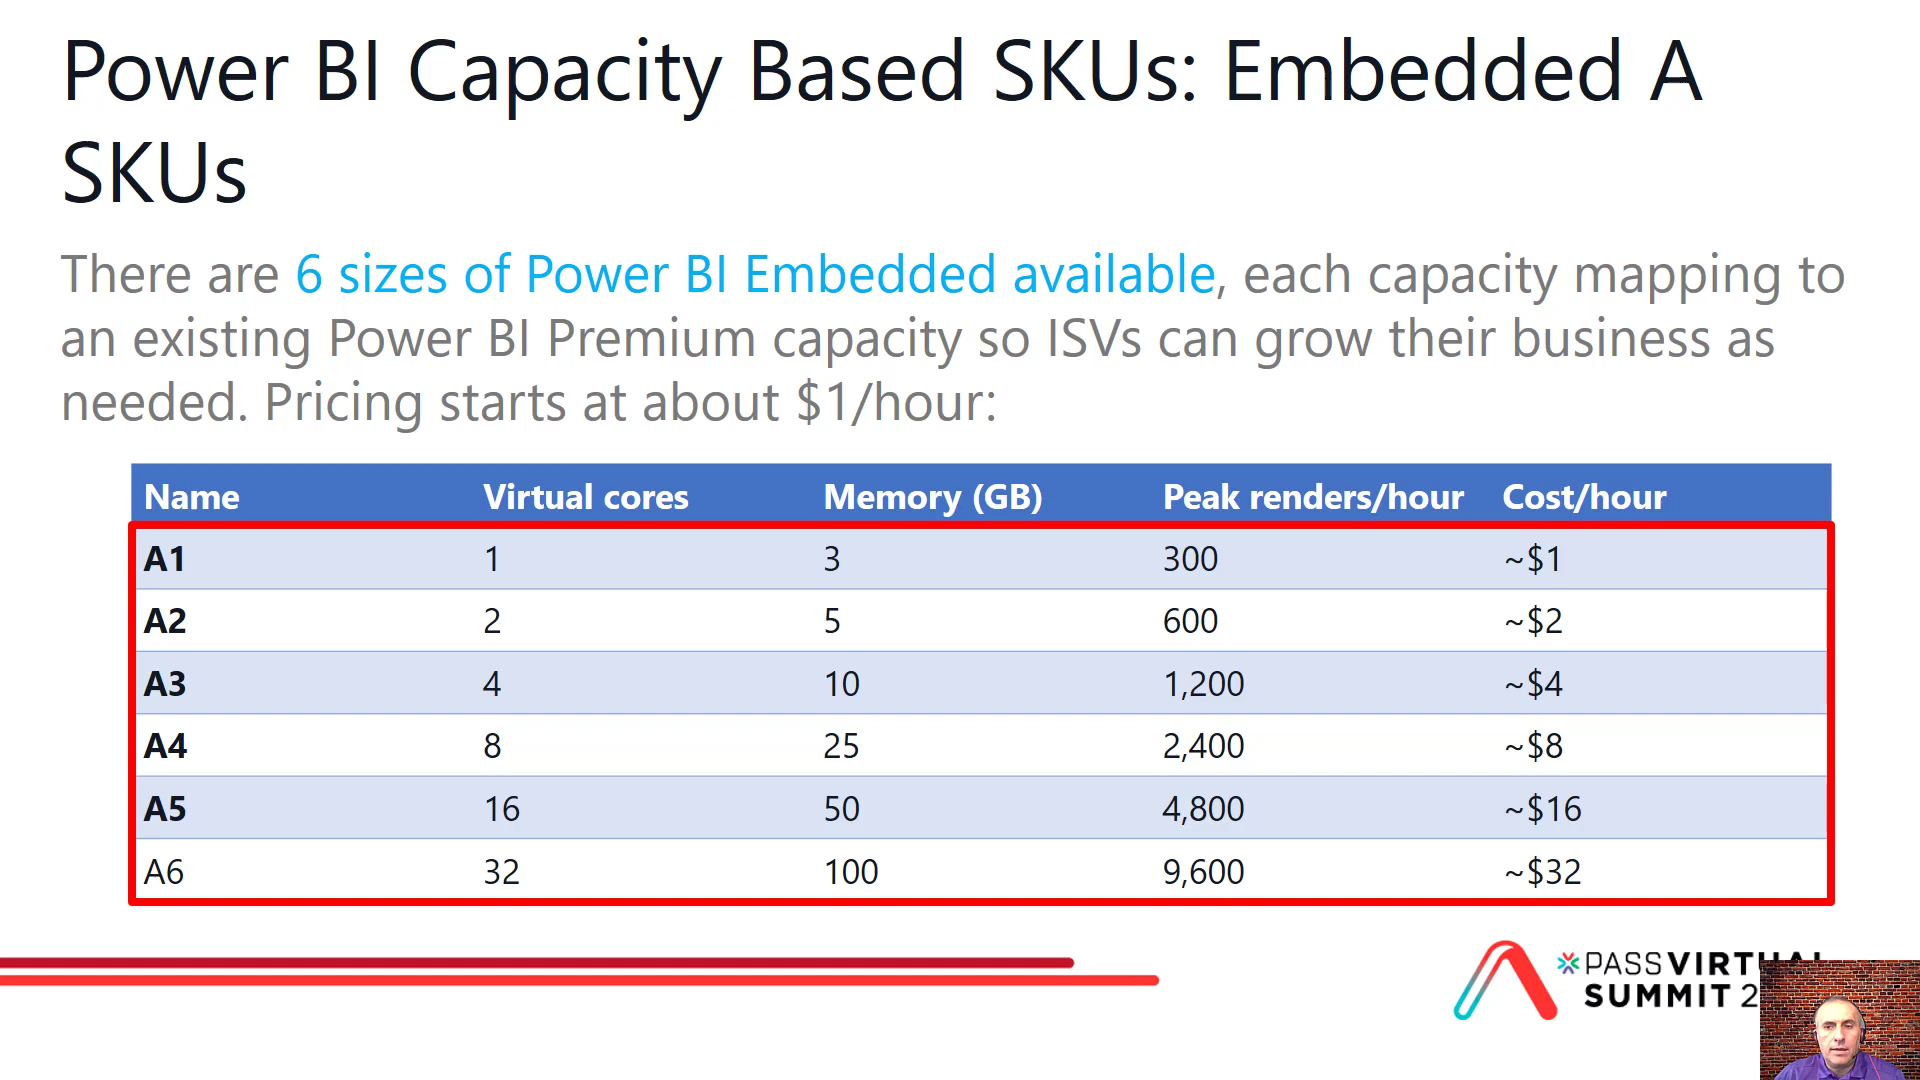 Power BI Capacity Based SKUs: Embedded A
SKUs
There are 6 sizes of Power BI Embedded available, each capacity mapping to
an existing Power BI Premium capacity so ISVs can grow their business as
needed. Pricing starts at about $1/hour:
Name Virtual cores Memory (GB) Peak renders/hour Cost/hour
A1 1 3 300 ~$1
A2 2 5 600 ~$2
A3 4 10 1,200 ~$4
A4 8 25 2,400 ~$8
A5 16 50 4,800 ~$16
A6 32 100 9,600 ~$32
PASS VIRTUAL
SUMMIT 2